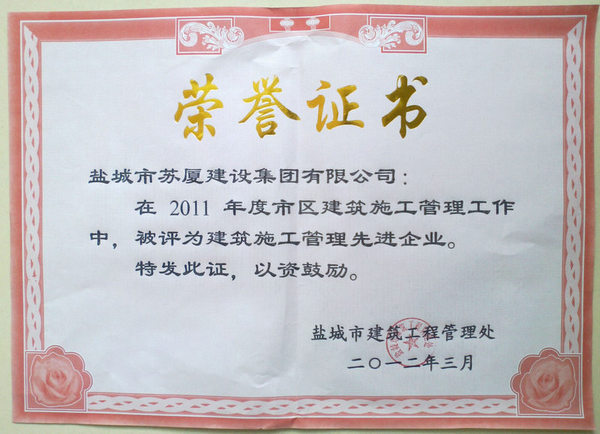 荣誉证书
盐城市苏厦建设集团有限公司：
在 2011 年度市区建筑施工管理工作
中，被评为建筑施工管理先进企业。
特发此证，以资鼓励。
盐城市建筑工程管理处
二〇一二年三月